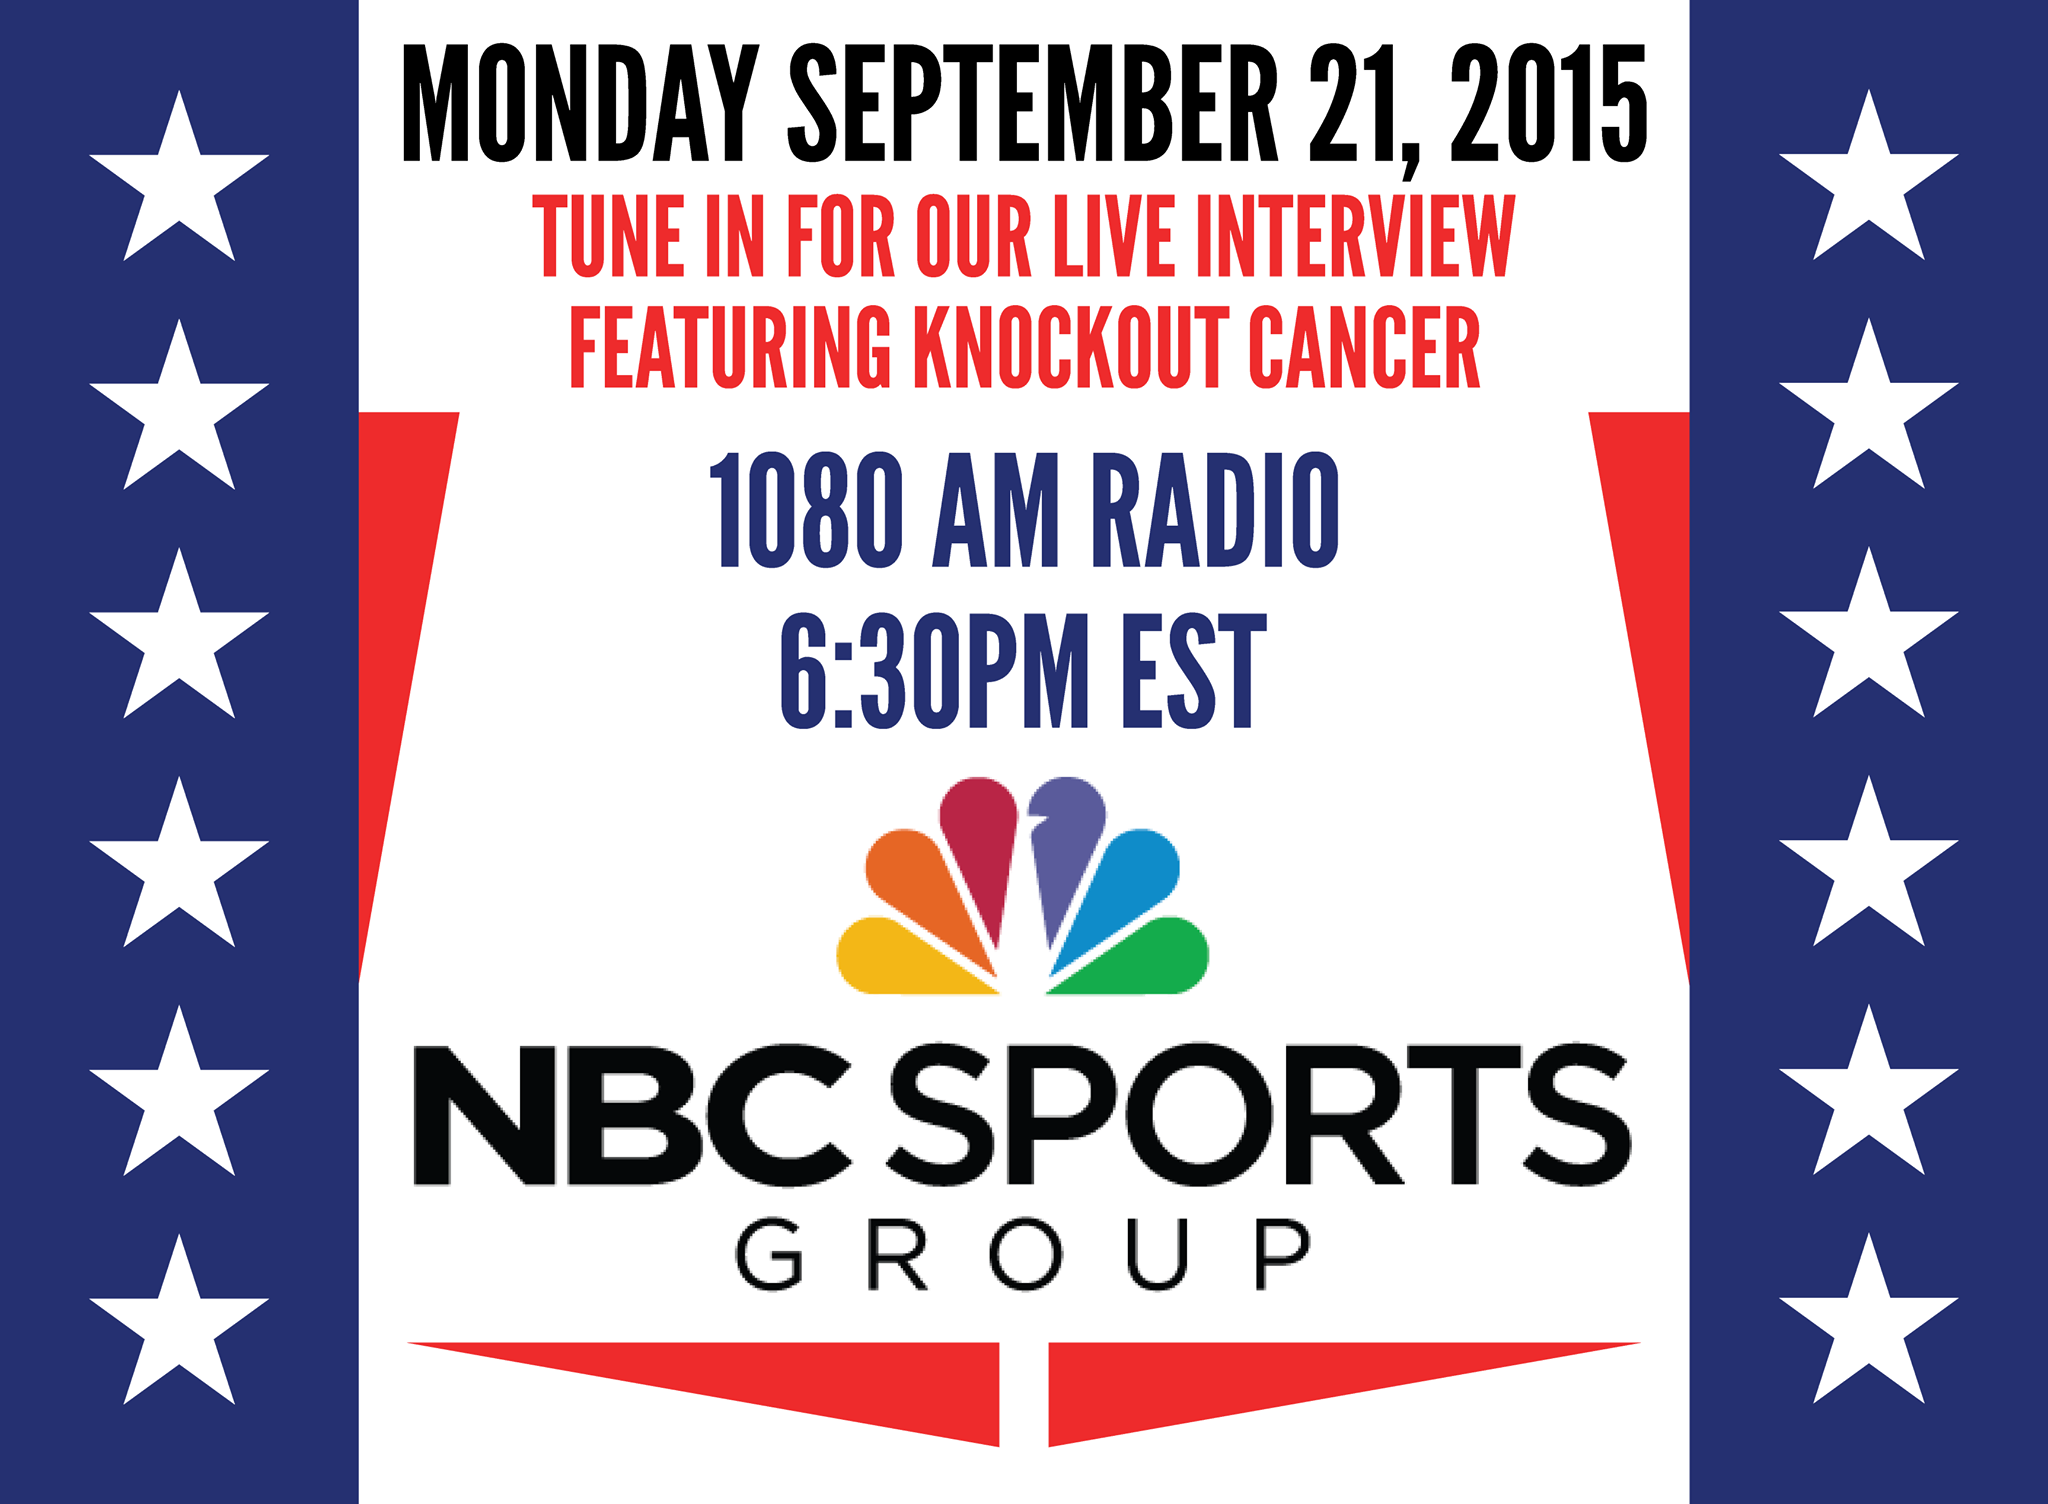 MONDAY SEPTEMBER 21, 2015
TUNE IN FOR OUR LIVE INTERVIEW
FEATURING KNOCKOUT CANCER
1080 AM RADIO
6:30PM EST
NBC SPORTS
GROUP